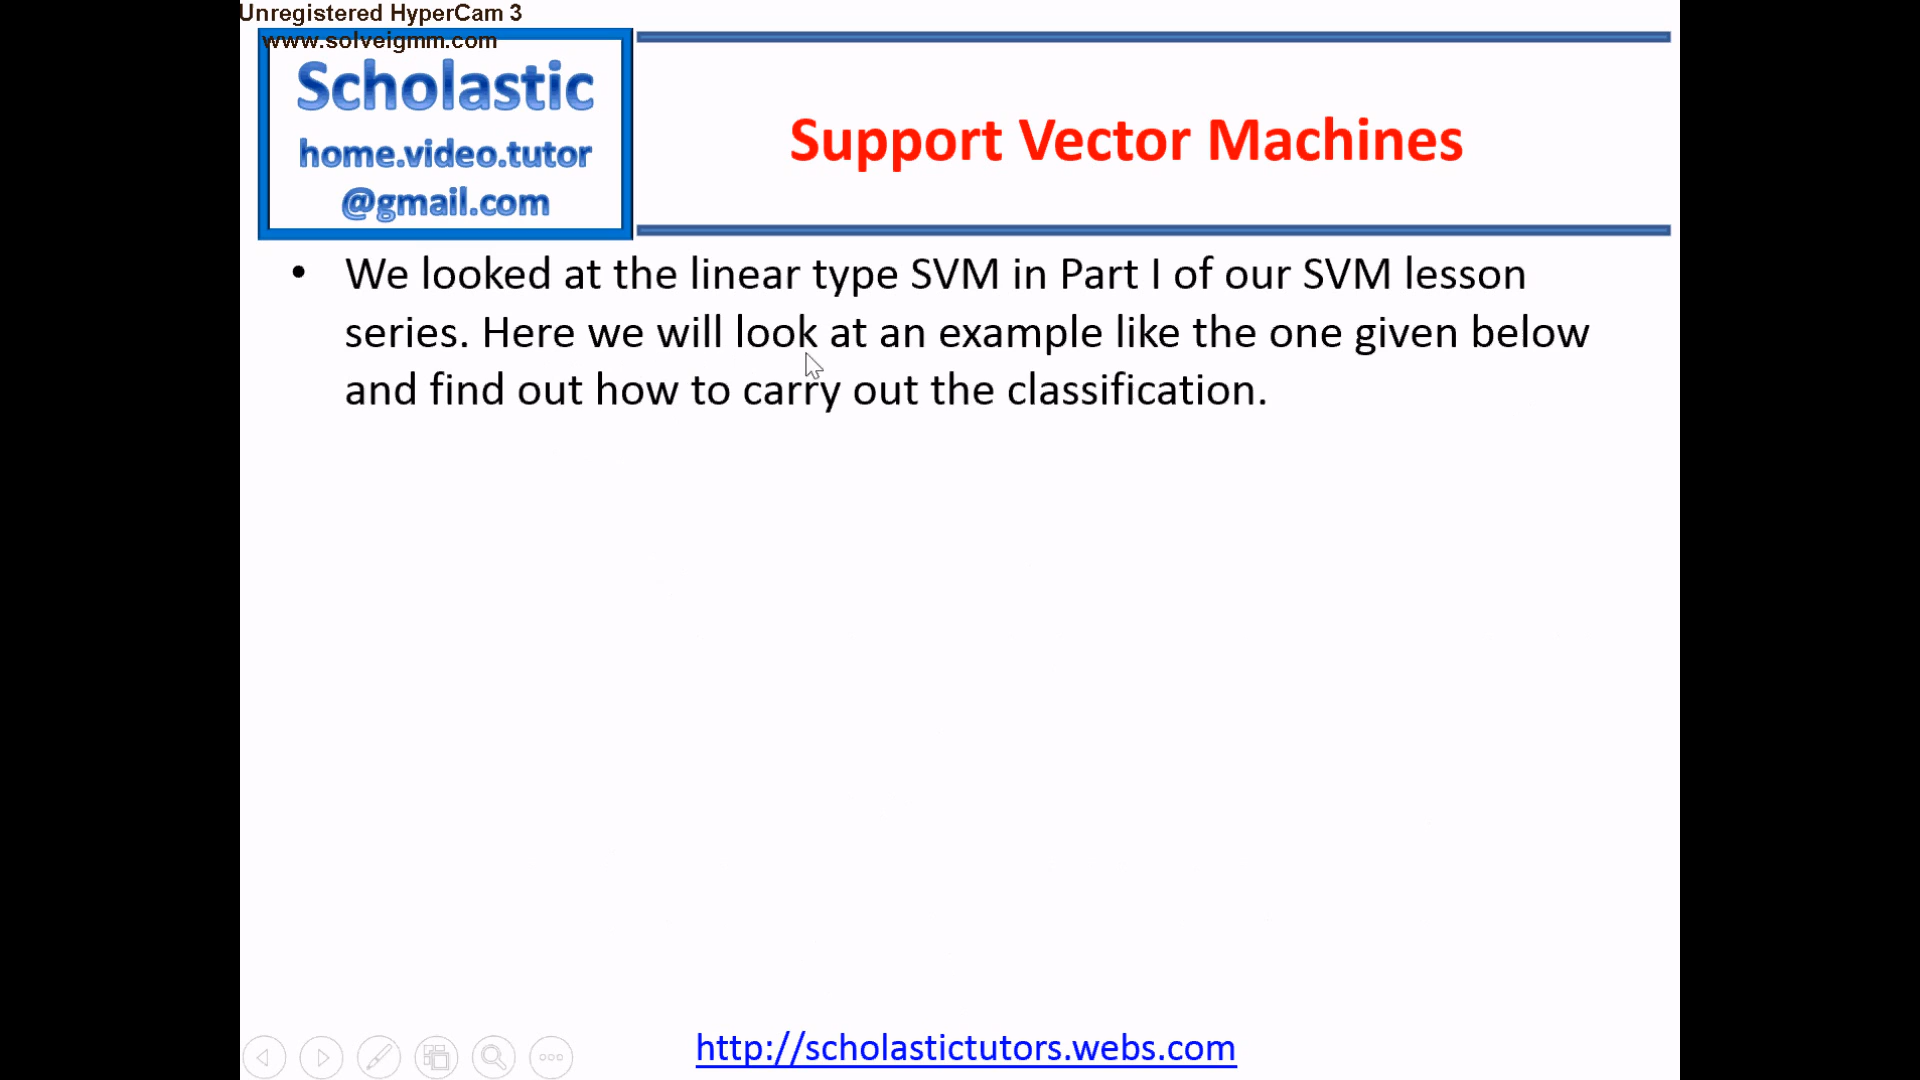 Unregistered HyperCam 3
www.solveigmm.com
Scholastic
home.video.tutor
@gmail.com
Support Vector Machines
• We looked at the linear type SVM in Part I of our SVM lesson
series. Here we will look at an example like the one given below
and find out how to carry out the classification.
http://scholastictutors.webs.com